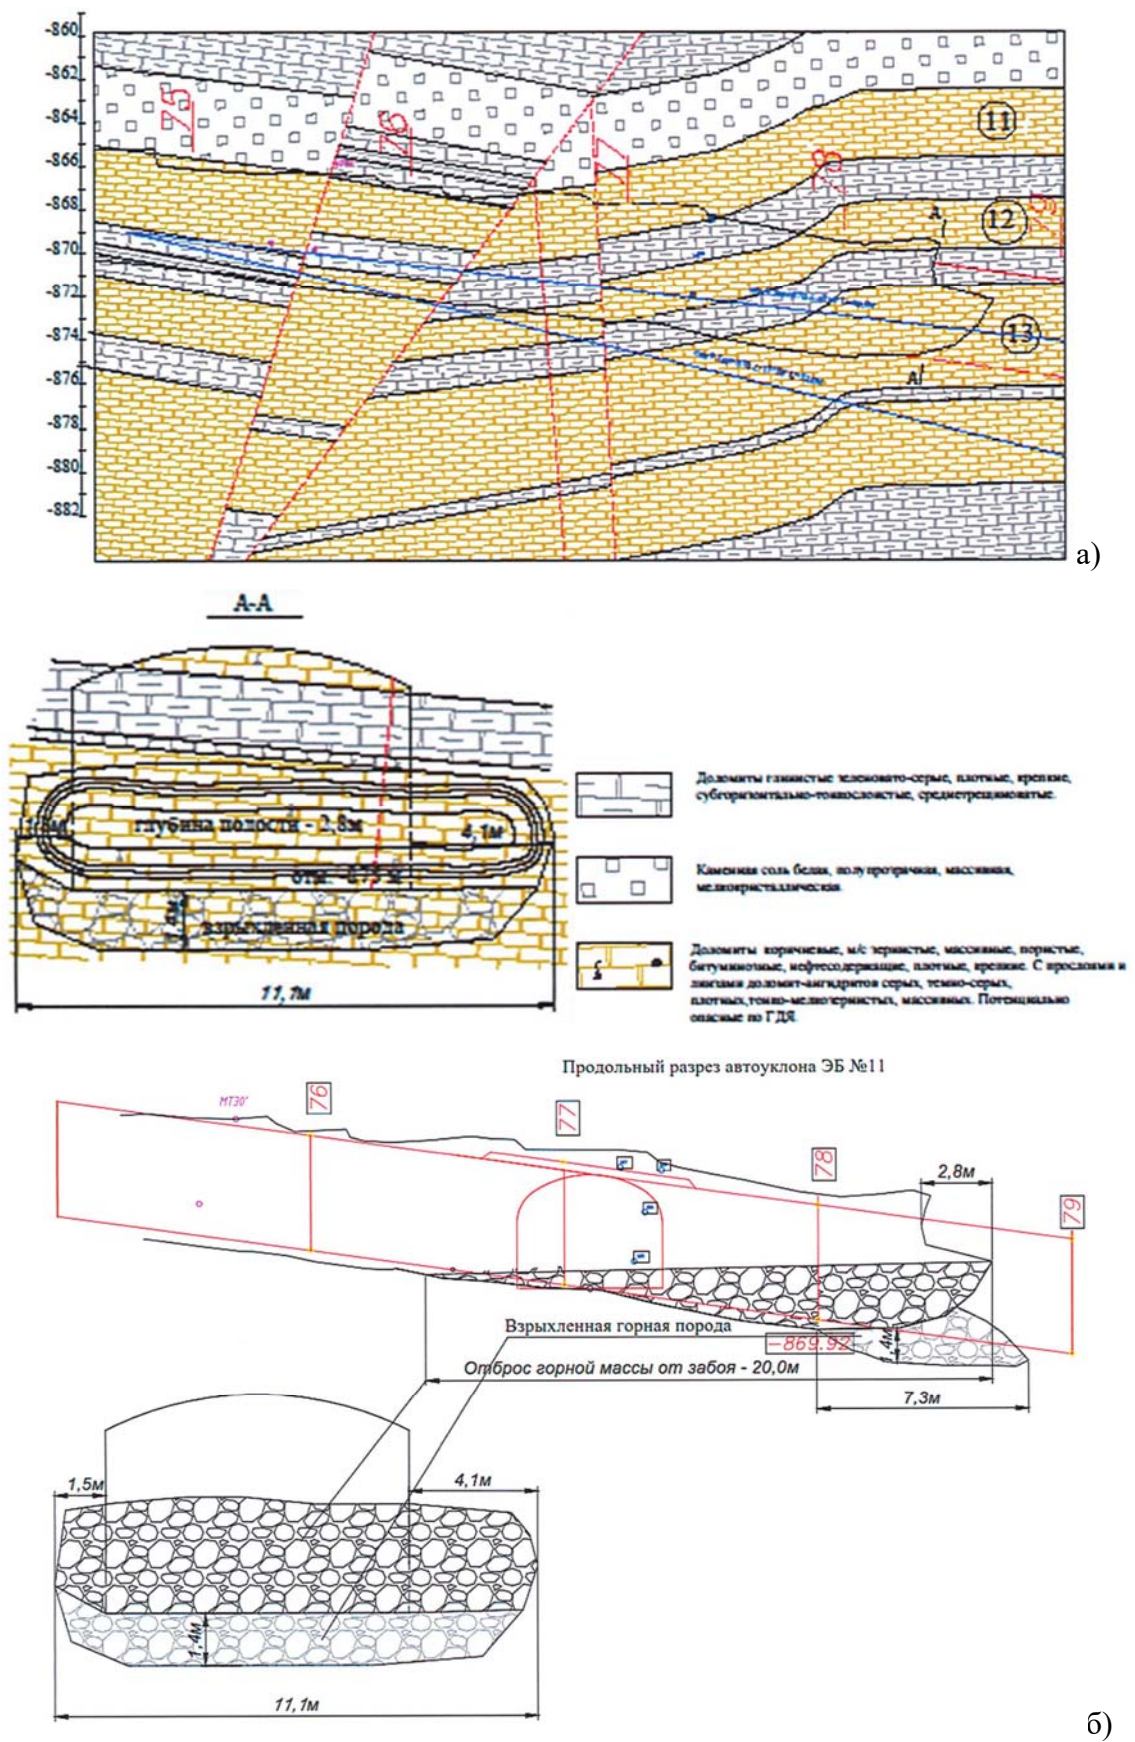 -860
-862
-864
-866
-868
-870
-872
-874
-876
-878
-880
-882
75
76
77
78
79
11
12
13
А
А
а)
А-А
глубина полости - 2,8м
4,1м
взрыхленная порода
11,1м
Доломиты глинистые зеленовато-серые, плотные, крепкие,
субгоризонтально-тонкослоистые, среднетрещиноватые.
Каменная соль белая, полупрозрачная, массивная,
мелкокристаллическая.
Доломиты коричневые, м/с зернистые, массивные, пористые,
битуминозные, нефтесодержащие, плотные, крепкие. С прослоями и
линзами доломит-ангидритов серых, темно-серых,
плотных,тонко-мелкозернистых, массивных. Потенциально
опасные по ГДЯ.
Продольный разрез автоуклона ЭБ №11
МТ30'
76
77
78
79
2,8м
Взрыхленная горная порода
-869.92
1,4м
Отброс горной массы от забоя - 20,0м
7,3м
1,5м
4,1м
1,4м
11,1м
б)